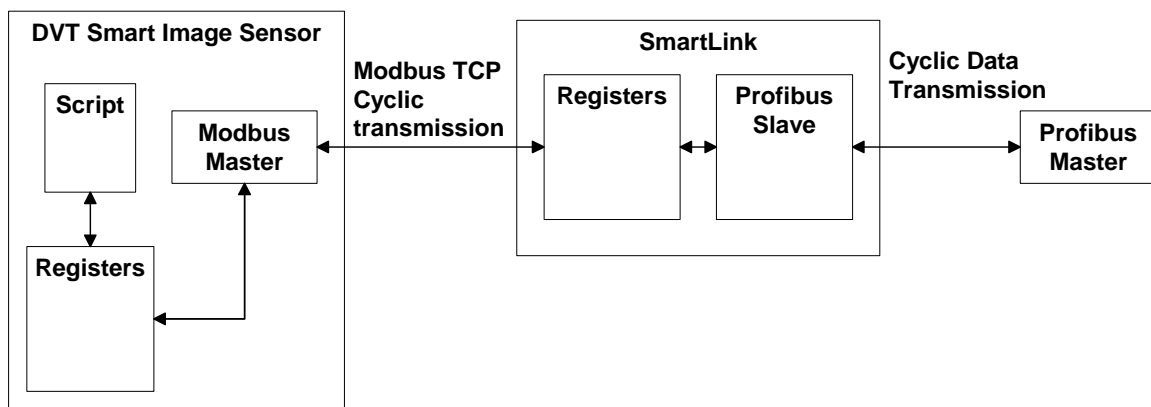 DVT Smart Image Sensor
Script
Modbus
Master
Registers
Modbus TCP
Cyclic
transmission
SmartLink
Registers
Profibus
Slave
Cyclic Data
Transmission
Profibus
Master